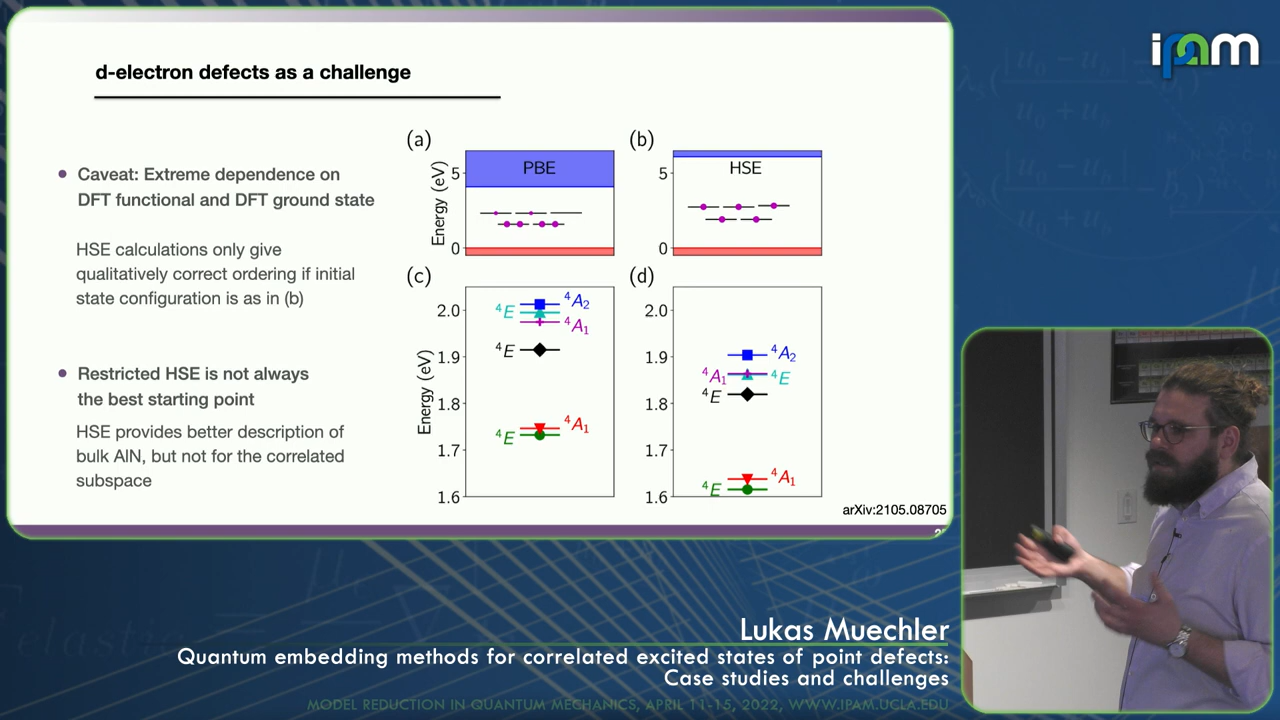 ipam
d-electron defects as a challenge
Caveat: Extreme dependence on
DFT functional and DFT ground state
HSE calculations only give
qualitatively correct ordering if initial
state configuration is as in (b)
Restricted HSE is not always
the best starting point
HSE provides better description of
bulk AlN, but not for the correlated
subspace
(a)
Energy (eV)
5
0
PBE
(b)
5
0
HSE
(c)
Energy (eV)
2.0
1.9
1.8
1.7
1.6
⁴A₂
⁴E
⁴A₁
⁴E
⁴A₁
⁴E
(d)
2.0
1.9
1.8
1.7
1.6
⁴A₂
⁴A₁ ⁴E
⁴E
⁴A₁
⁴E
arXiv:2105.08705
Lukas Muechler
Quantum embedding methods for correlated excited states of point defects:
Case studies and challenges
MODEL REDUCTION IN QUANTUM MECHANICS, APRIL 11-15, 2022, WWW.IPAM.UCLA.EDU